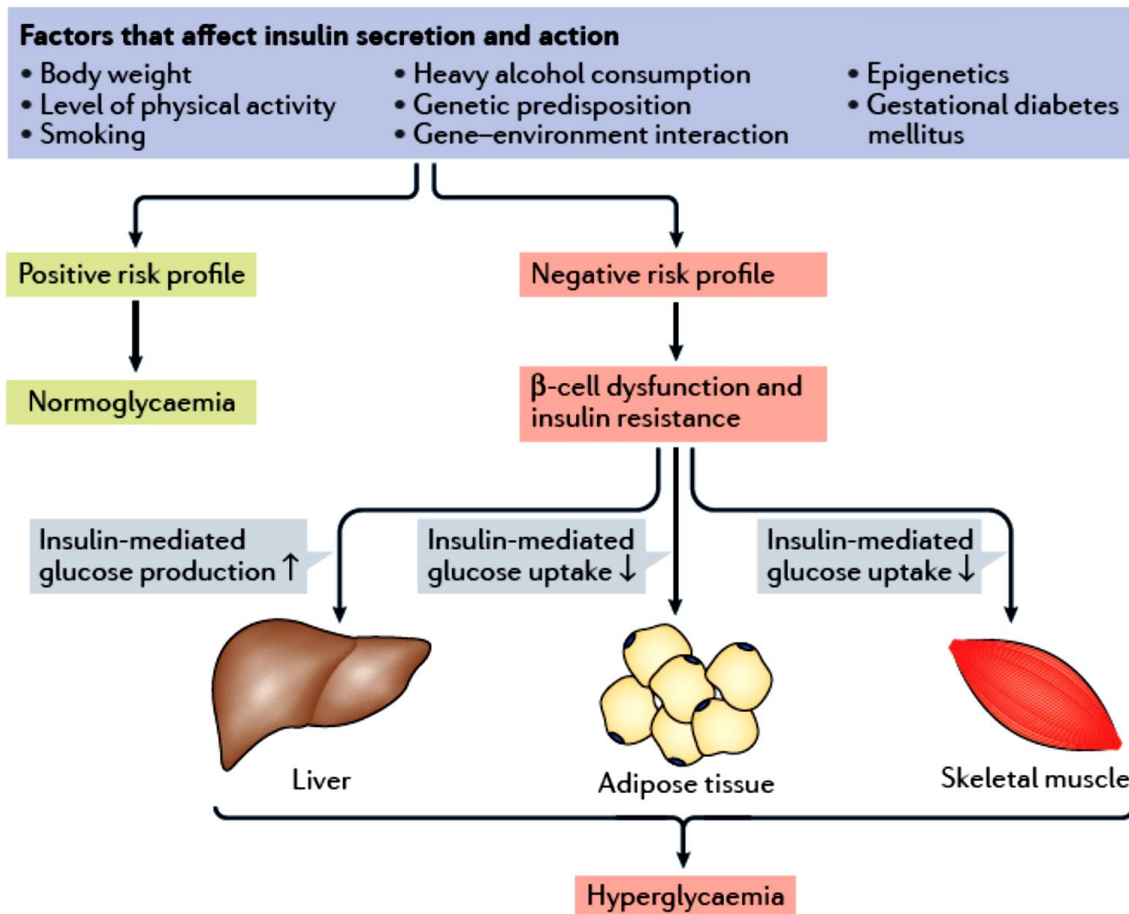 Factors that affect insulin secretion and action
• Body weight
• Level of physical activity
• Smoking
• Heavy alcohol consumption
• Genetic predisposition
• Gene–environment interaction
• Epigenetics
• Gestational diabetes
mellitus
Positive risk profile
Negative risk profile
Normoglycaemia
β-cell dysfunction and
insulin resistance
Insulin-mediated
glucose production ↑
Insulin-mediated
glucose uptake ↓
Insulin-mediated
glucose uptake ↓
Liver
Adipose tissue
Skeletal muscle
Hyperglycaemia